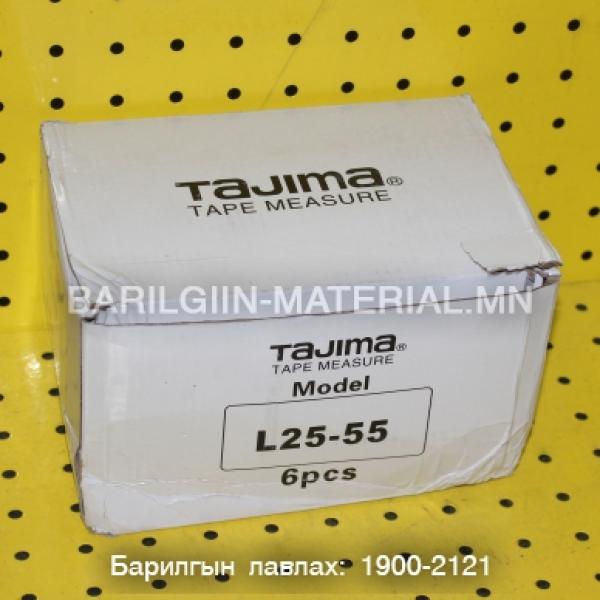 TaJIma®
TAPE MEASURE
BARILGIIN-MATERIAL.MN
TaJIma®
TAPE MEASURE
Model
L25-55
6pcs
Барилгын лавлах: 1900-2121